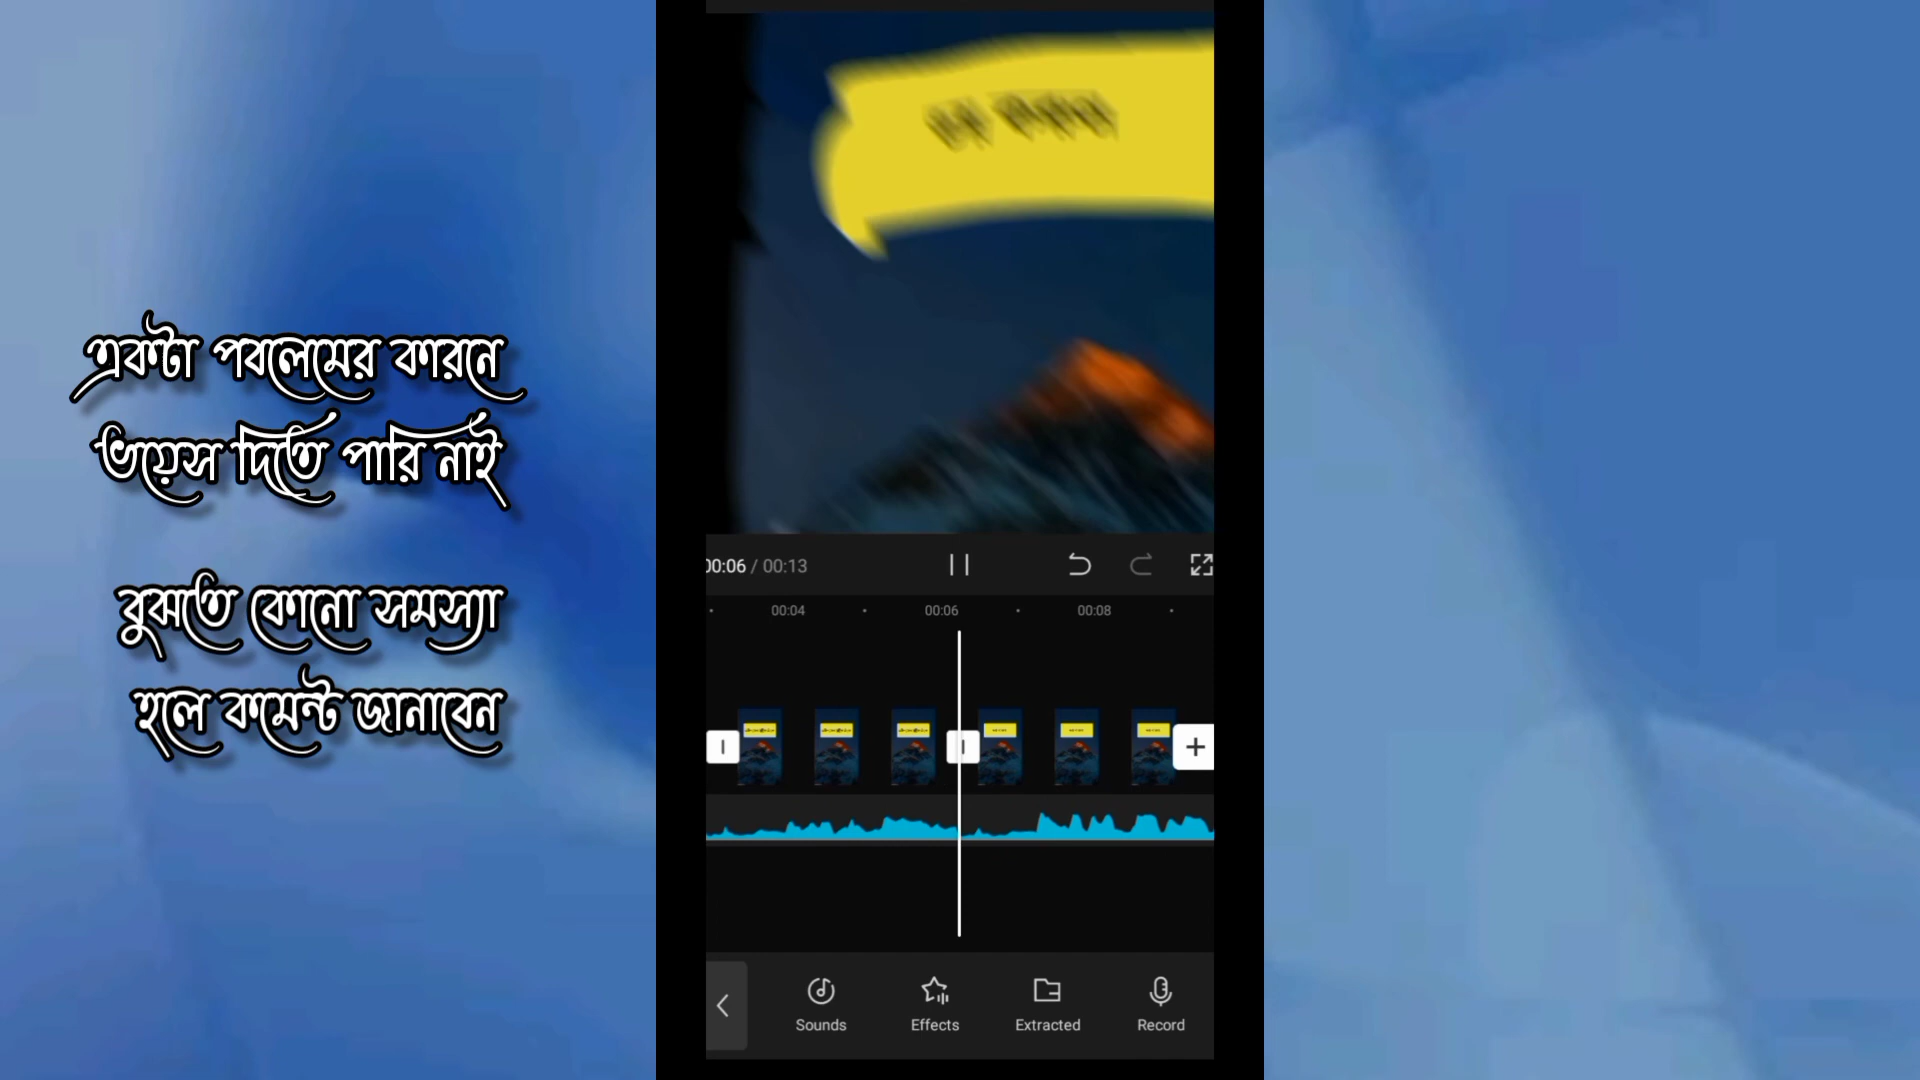 একটা পবলেমের কারনে
ভয়েস দিতে পারি নাই
বুঝতে কোনো সমস্যা
হলে কমেন্ট জানাবেন
00:06 / 00:13
00:04 00:06 00:08
Sounds Effects Extracted Record